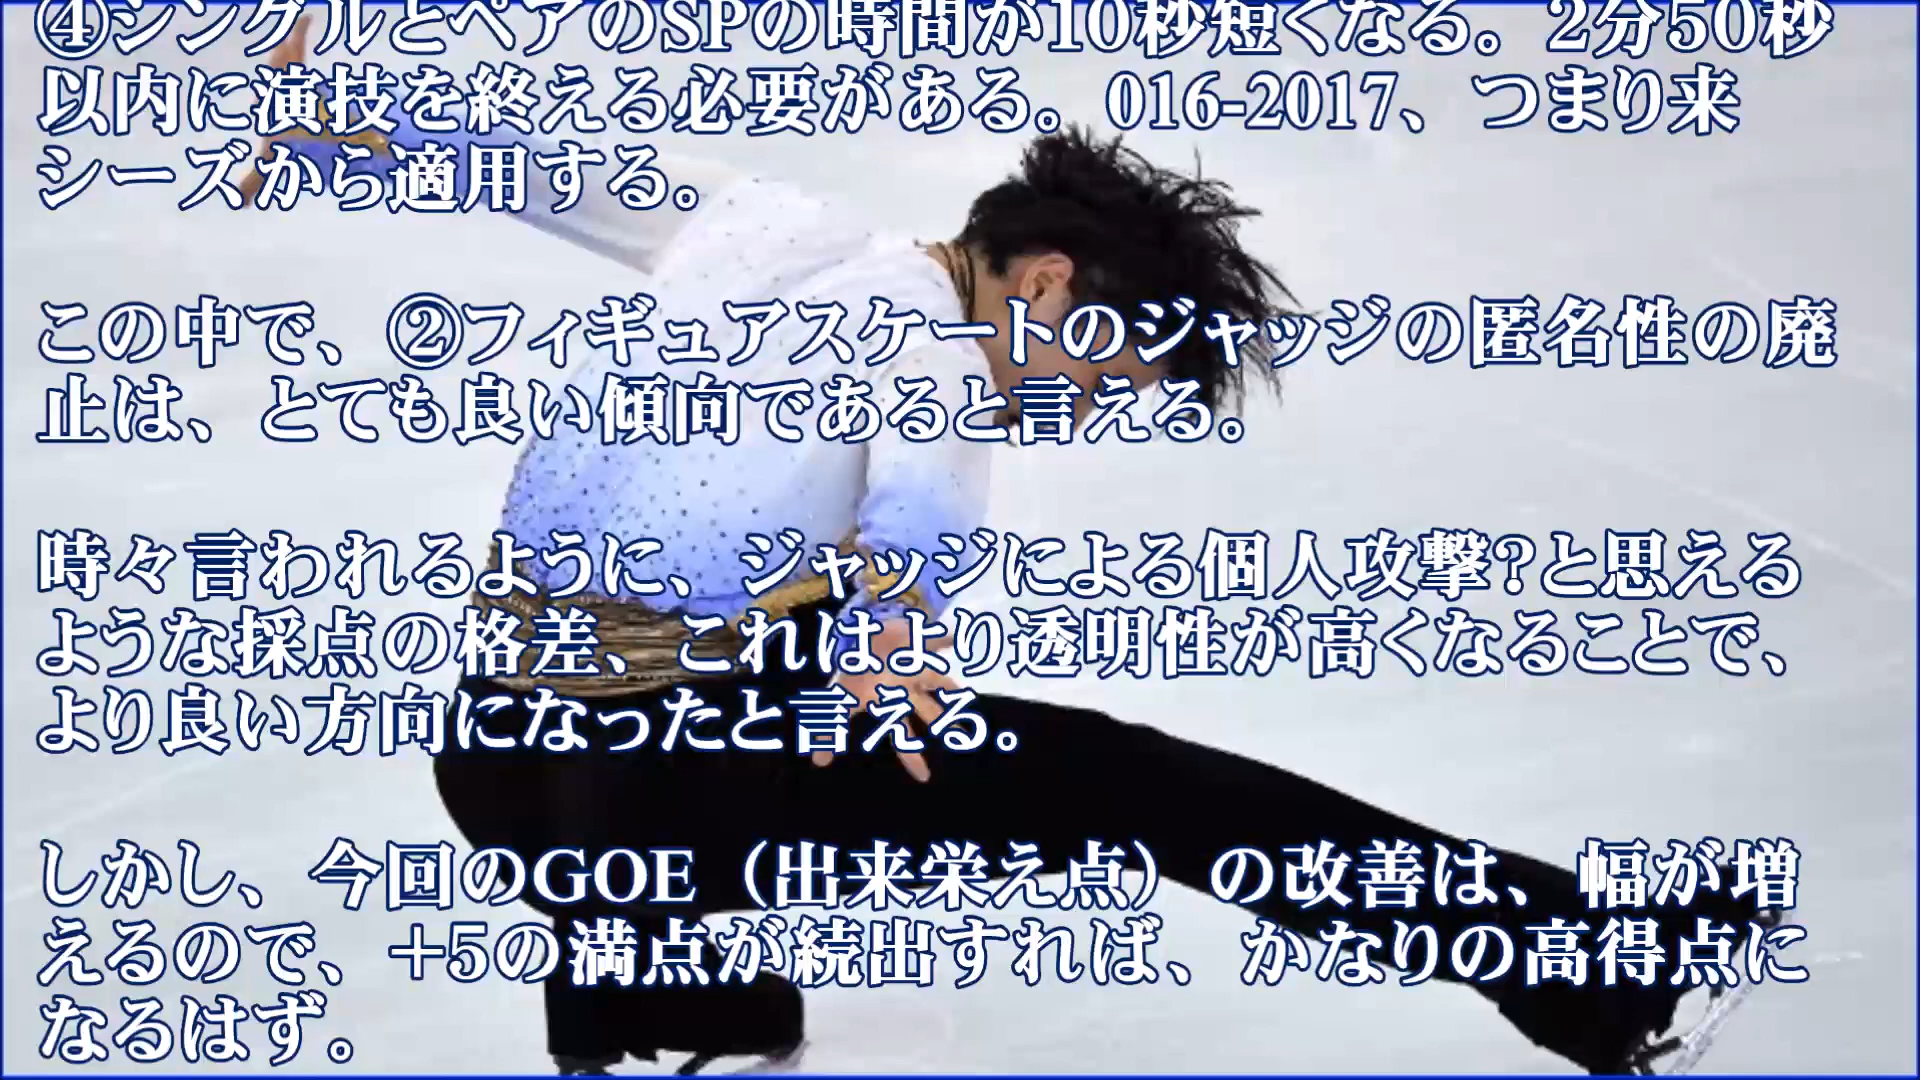 ④シングルとペアのSPの時間が10秒短くなる。2分50秒
以内に演技を終える必要がある。016-2017、つまり来
シーズから適用する。
この中で、②フィギュアスケートのジャッジの匿名性の廃
止は、とても良い傾向であると言える。
時々言われるように、ジャッジによる個人攻撃?と思える
ような採点の格差、これはより透明性が高くなることで、
より良い方向になったと言える。
しかし、今回のGOE（出来栄え点）の改善は、幅が増
えるので、+5の満点が続出すれば、かなりの高得点に
なるはず。